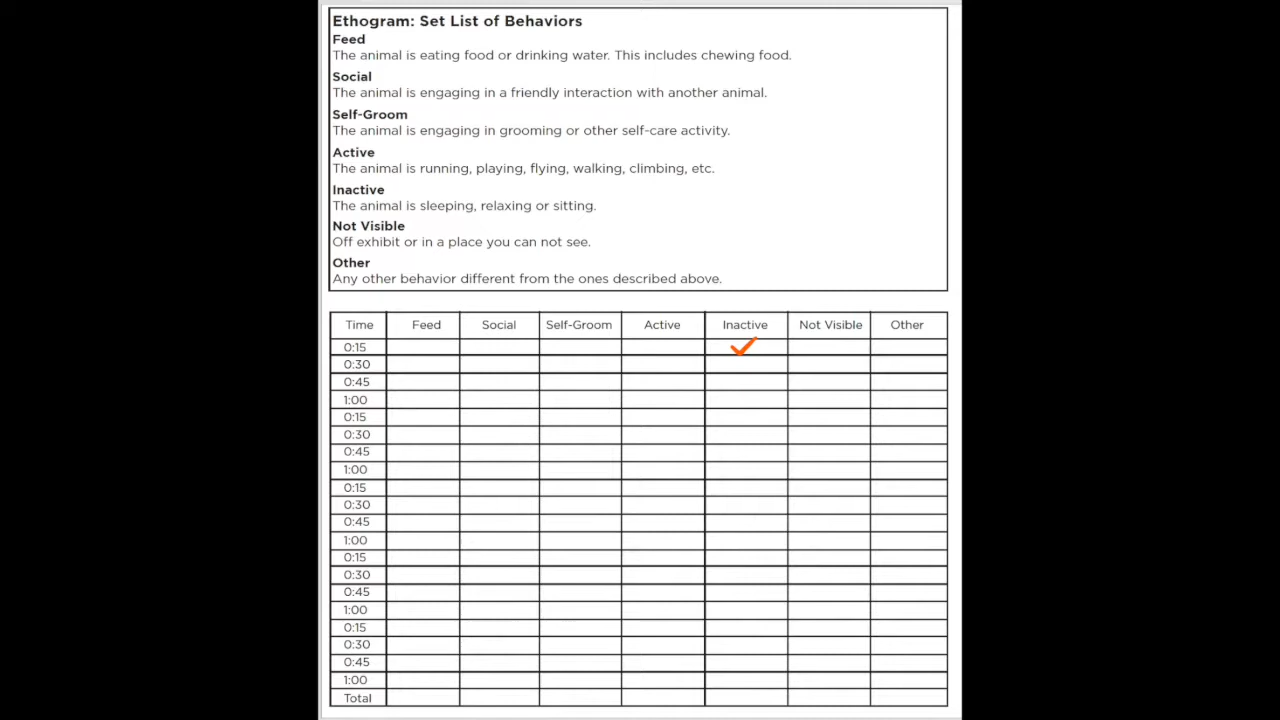 Ethogram: Set List of Behaviors
Feed
The animal is eating food or drinking water. This includes chewing food.
Social
The animal is engaging in a friendly interaction with another animal.
Self-Groom
The animal is engaging in grooming or other self-care activity.
Active
The animal is running, playing, flying, walking, climbing, etc.
Inactive
The animal is sleeping, relaxing or sitting.
Not Visible
Off exhibit or in a place you can not see.
Other
Any other behavior different from the ones described above.
Time Feed Social Self-Groom Active Inactive Not Visible Other
0:15
0:30
0:45
1:00
0:15
0:30
0:45
1:00
0:15
0:30
0:45
1:00
0:15
0:30
0:45
1:00
0:15
0:30
0:45
1:00
Total